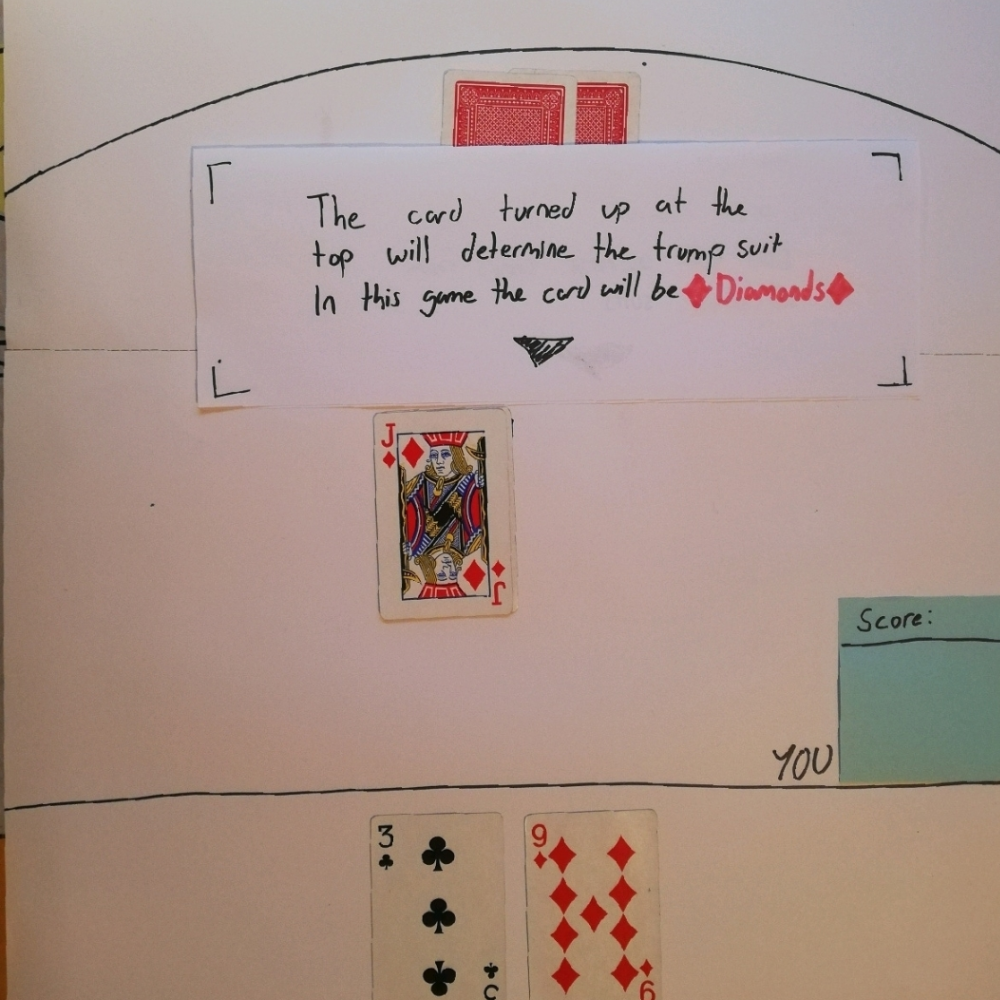 The card turned up at the
top will determine the trump suit
In this game the card will be ♦Diamonds♦
J
J
Score:
YOU
3
9
9